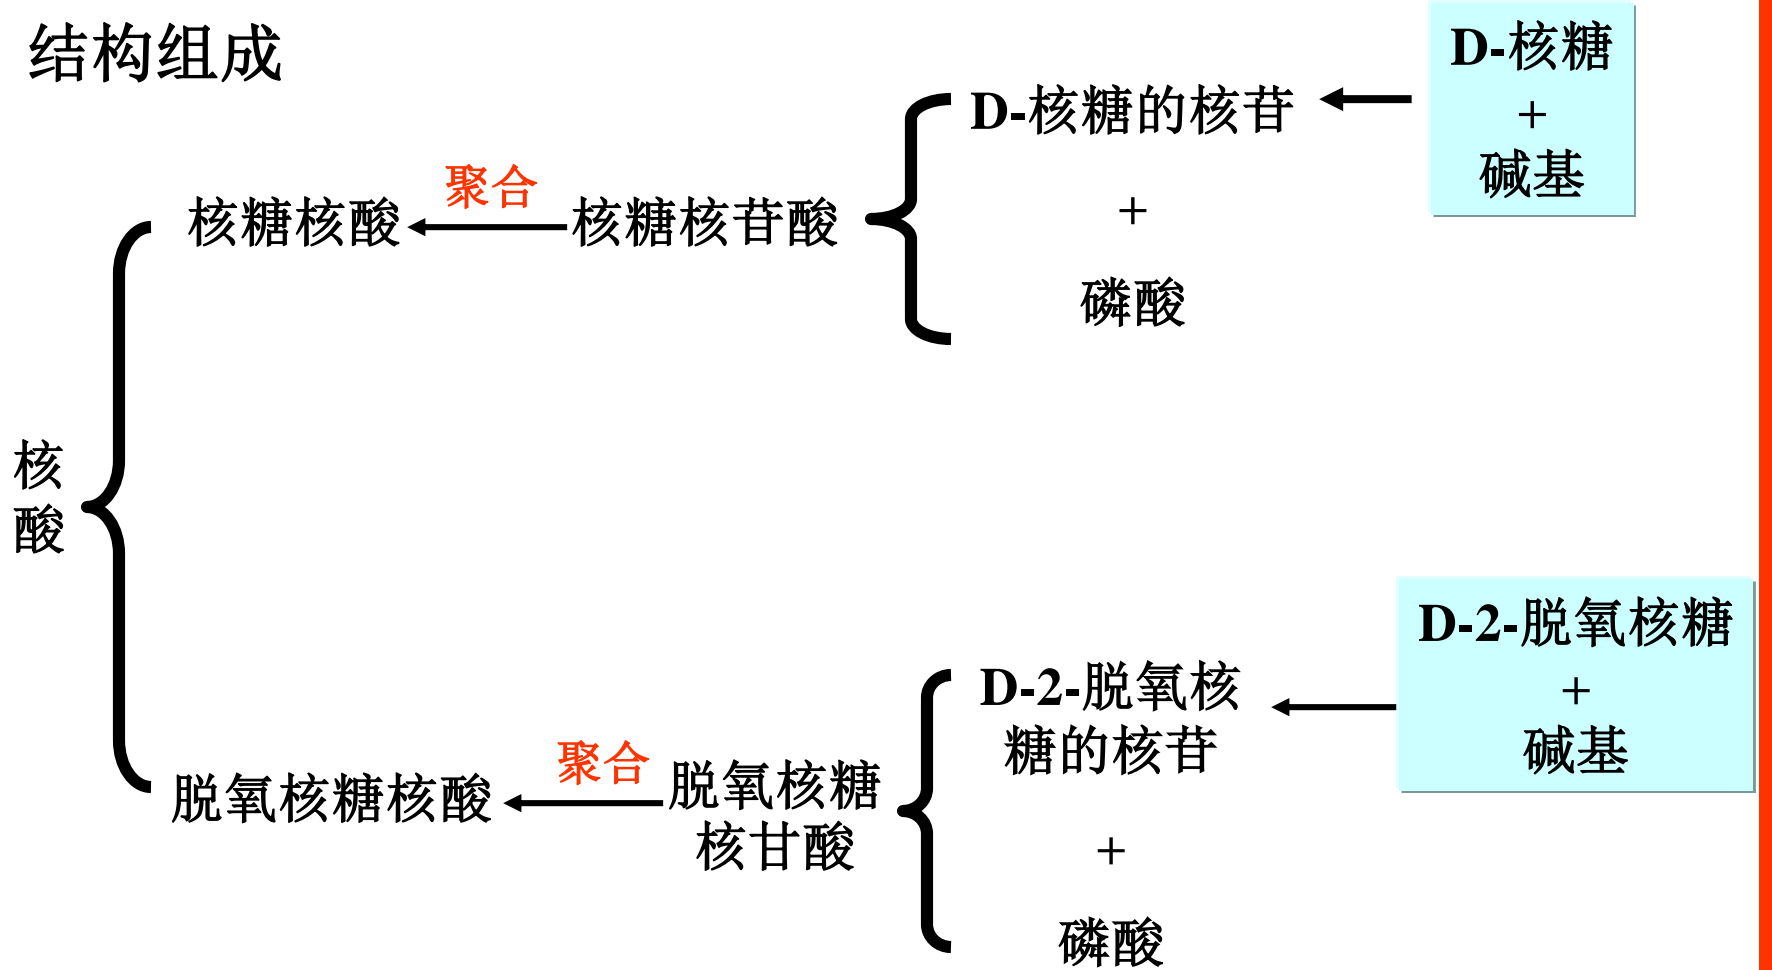 结构组成
D-核糖
+
碱基
D-核糖的核苷
+
磷酸
聚合
核糖核酸
核糖核苷酸
核
酸
D-2-脱氧核糖
+
碱基
D-2-脱氧核
糖的核苷
+
磷酸
聚合
脱氧核糖核酸
脱氧核糖
核甘酸